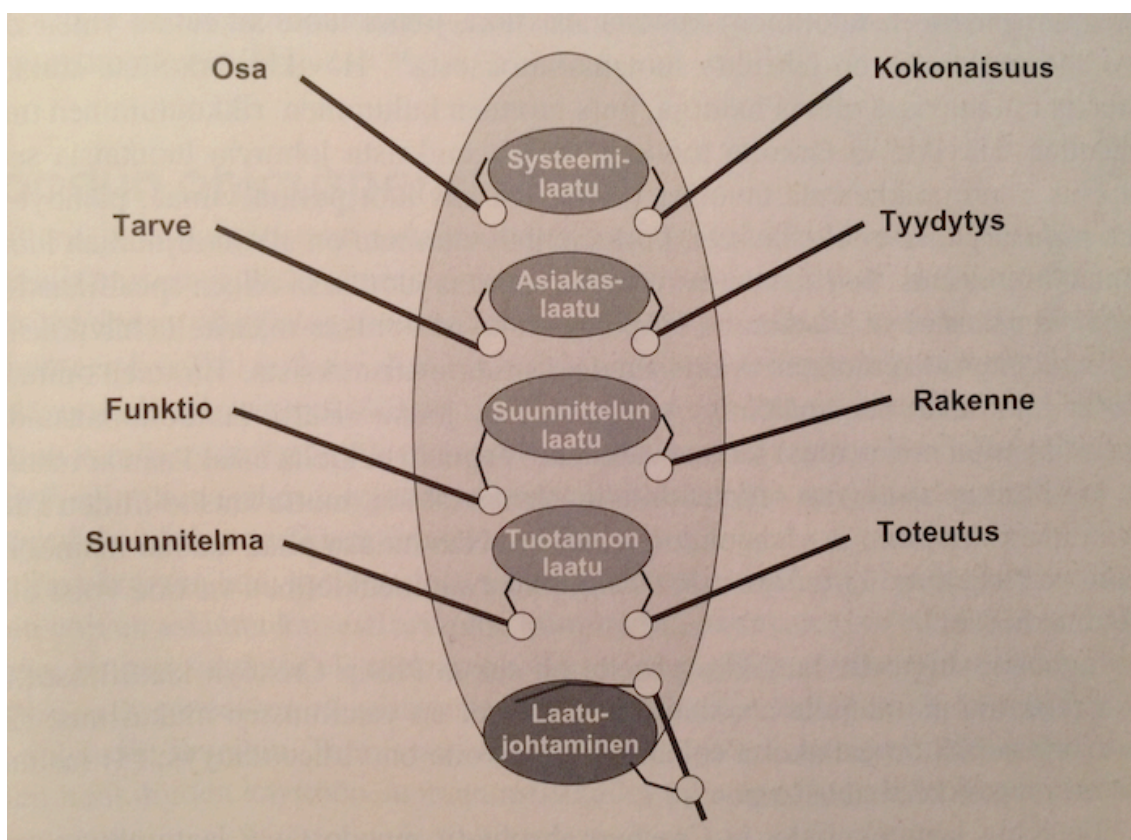 Osa
Kokonaisuus
Systeemi-
laatu
Tarve
Tyydytys
Asiakas-
laatu
Funktio
Rakenne
Suunnittelun
laatu
Suunnitelma
Toteutus
Tuotannon
laatu
Laatu-
johtaminen